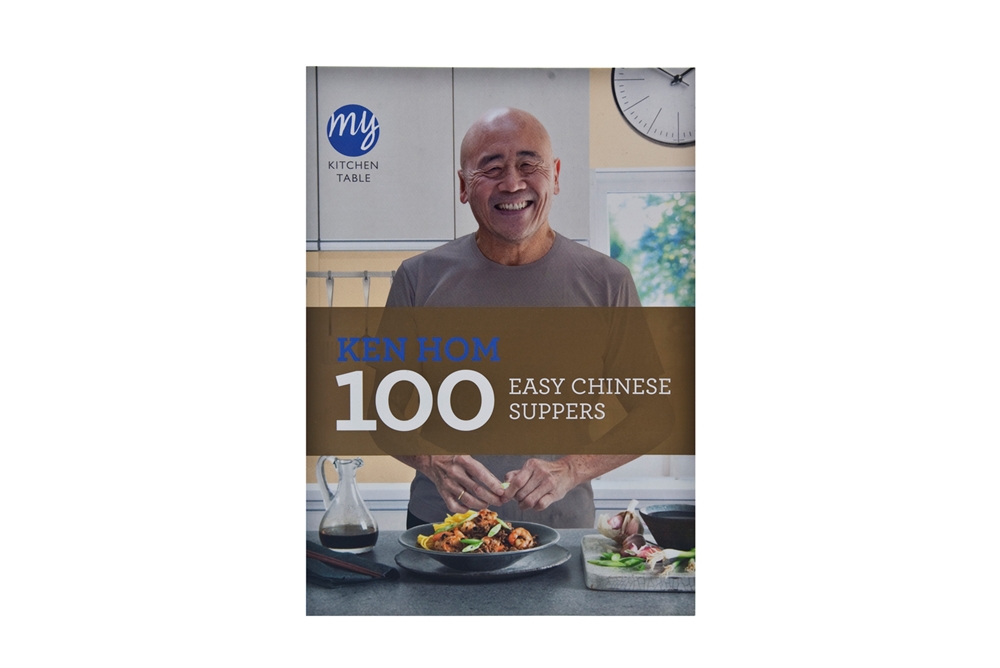 my
KITCHEN
TABLE
KEN HOM
100 EASY CHINESE
SUPPERS